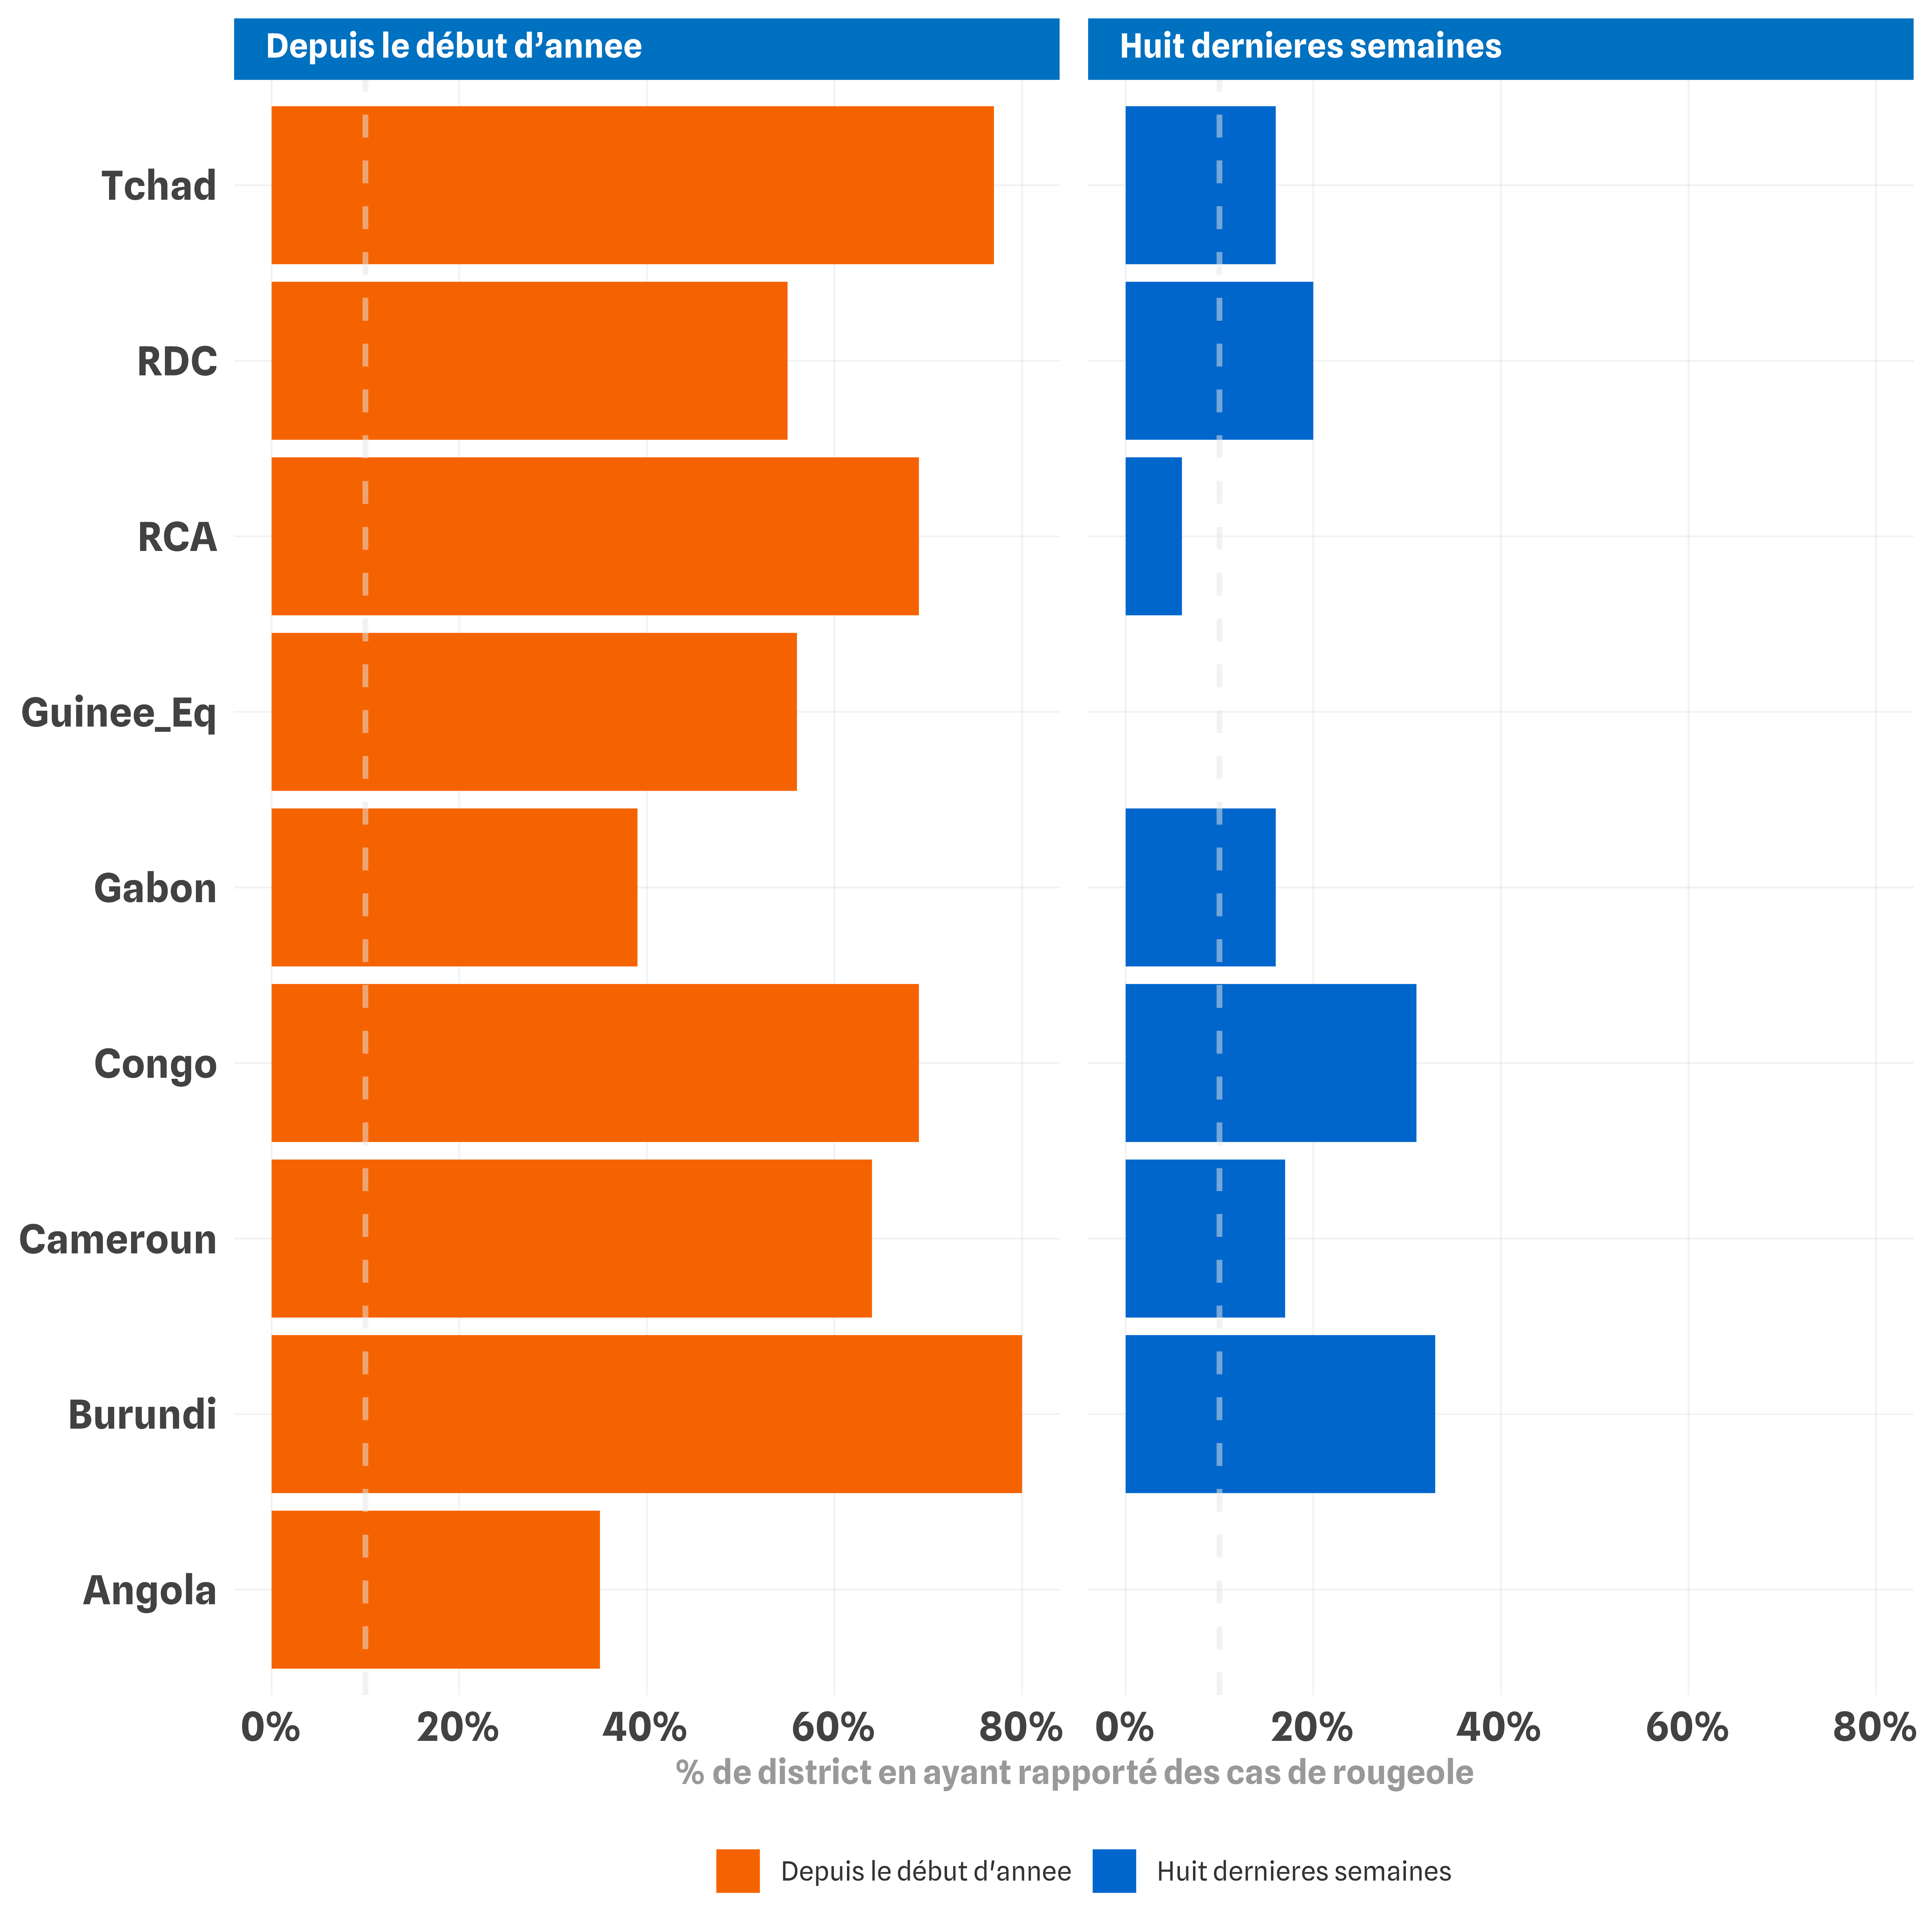 Depuis le début d’annee
Huit dernieres semaines
Tchad
RDC
RCA
Guinee_Eq
Gabon
Congo
Cameroun
Burundi
Angola
0% 20% 40% 60% 80% 0% 20% 40% 60% 80%
% de district en ayant rapporté des cas de rougeole
Depuis le début d'annee Huit dernieres semaines